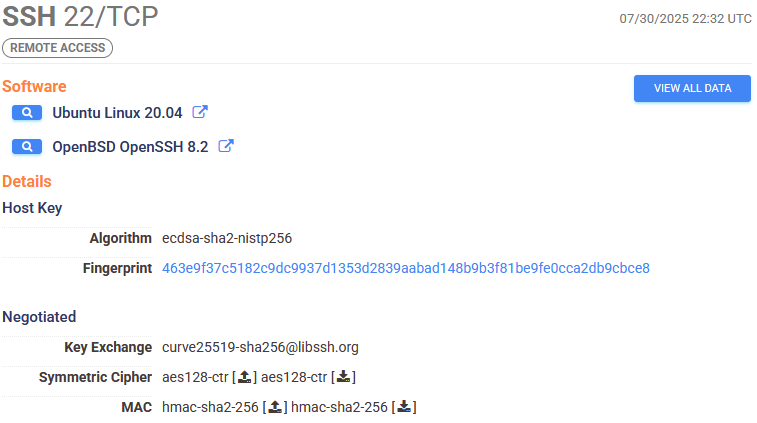 SSH 22/TCP
07/30/2025 22:32 UTC
REMOTE ACCESS
Software
VIEW ALL DATA
Ubuntu Linux 20.04
OpenBSD OpenSSH 8.2
Details
Host Key
Algorithm ecdsa-sha2-nistp256
Fingerprint 463e9f37c5182c9dc9937d1353d2839aabad148b9b3f81be9fe0cca2db9cbce8
Negotiated
Key Exchange curve25519-sha256@libssh.org
Symmetric Cipher aes128-ctr [ ] aes128-ctr [ ]
MAC hmac-sha2-256 [ ] hmac-sha2-256 [ ]